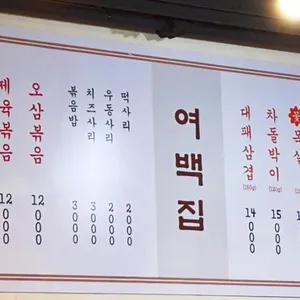 제육볶음 12000
오삼볶음 12000
볶음밥 3000
치즈사리 3000
우동사리 2000
떡사리 2000
여백집
대패삼겹 (160g) 14000
차돌박이 (120g) 15000